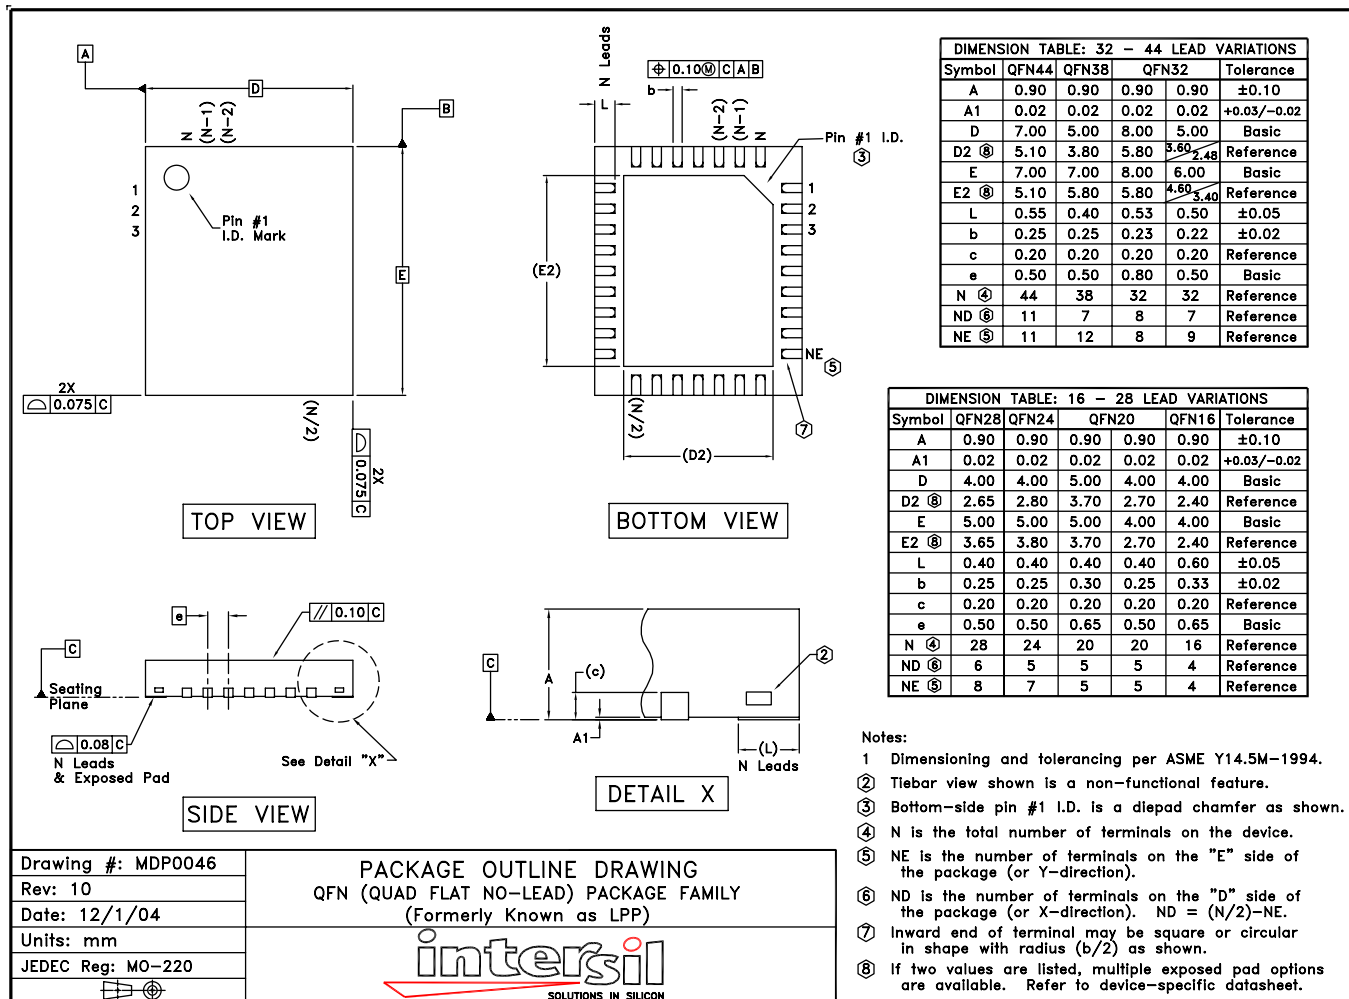 A
D
N
(N-1)
(N-2)
B
1
2
3
Pin #1
I.D. Mark
E
2X
0.075 C
(N/2)
2X
0.075 C
TOP VIEW
N Leads
L
0.10 Ⓜ C A B
b
(N-2)
(N-1)
N
Pin #1 I.D.
3
1
2
3
(E2)
NE
5
(N/2)
7
(D2)
BOTTOM VIEW
e
// 0.10 C
C
Seating
Plane
0.08 C
N Leads
& Exposed Pad
See Detail "X"
SIDE VIEW
C
A
(c)
2
A1
(L)
N Leads
DETAIL X
DIMENSION TABLE: 32 - 44 LEAD VARIATIONS
Symbol QFN44 QFN38 QFN32 Tolerance
A 0.90 0.90 0.90 0.90 ±0.10
A1 0.02 0.02 0.02 0.02 +0.03/-0.02
D 7.00 5.00 8.00 5.00 Basic
D2 8 5.10 3.80 5.80 3.60/2.48 Reference
E 7.00 7.00 8.00 6.00 Basic
E2 8 5.10 5.80 5.80 4.60/3.40 Reference
L 0.55 0.40 0.53 0.50 ±0.05
b 0.25 0.25 0.23 0.22 ±0.02
c 0.20 0.20 0.20 0.20 Reference
e 0.50 0.50 0.80 0.50 Basic
N 4 44 38 32 32 Reference
ND 6 11 7 8 7 Reference
NE 5 11 12 8 9 Reference
DIMENSION TABLE: 16 - 28 LEAD VARIATIONS
Symbol QFN28 QFN24 QFN20 QFN16 Tolerance
A 0.90 0.90 0.90 0.90 0.90 ±0.10
A1 0.02 0.02 0.02 0.02 0.02 +0.03/-0.02
D 4.00 4.00 5.00 4.00 4.00 Basic
D2 8 2.65 2.80 3.70 2.70 2.40 Reference
E 5.00 5.00 5.00 4.00 4.00 Basic
E2 8 3.65 3.80 3.70 2.70 2.40 Reference
L 0.40 0.40 0.40 0.40 0.60 ±0.05
b 0.25 0.25 0.30 0.25 0.33 ±0.02
c 0.20 0.20 0.20 0.20 0.20 Reference
e 0.50 0.50 0.65 0.50 0.65 Basic
N 4 28 24 20 20 16 Reference
ND 6 6 5 5 5 4 Reference
NE 5 8 7 5 5 4 Reference
Notes:
1 Dimensioning and tolerancing per ASME Y14.5M-1994.
2 Tiebar view shown is a non-functional feature.
3 Bottom-side pin #1 I.D. is a diepad chamfer as shown.
4 N is the total number of terminals on the device.
5 NE is the number of terminals on the "E" side of
the package (or Y-direction).
6 ND is the number of terminals on the "D" side of
the package (or X-direction). ND = (N/2)-NE.
7 Inward end of terminal may be square or circular
in shape with radius (b/2) as shown.
8 If two values are listed, multiple exposed pad options
are available. Refer to device-specific datasheet.
Drawing #: MDP0046
Rev: 10
Date: 12/1/04
Units: mm
JEDEC Reg: MO-220
PACKAGE OUTLINE DRAWING
QFN (QUAD FLAT NO-LEAD) PACKAGE FAMILY
(Formerly Known as LPP)
intersil
SOLUTIONS IN SILICON